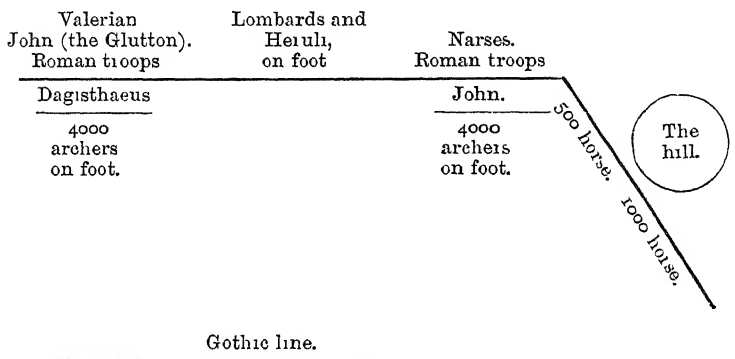 Valerian
John (the Glutton).
Roman troops
Lombards and
Heruli,
on foot
Narses.
Roman troops
Dagisthaeus
4000
archers
on foot.
John.
4000
archers
on foot.
500 horse.
1000 horse.
The
hill.
Gothic line.